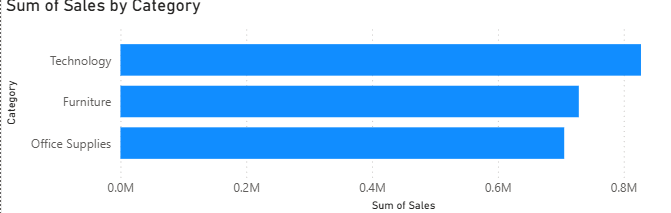 Sum of Sales by Category
Category
Technology
Furniture
Office Supplies
0.0M 0.2M 0.4M 0.6M 0.8M
Sum of Sales